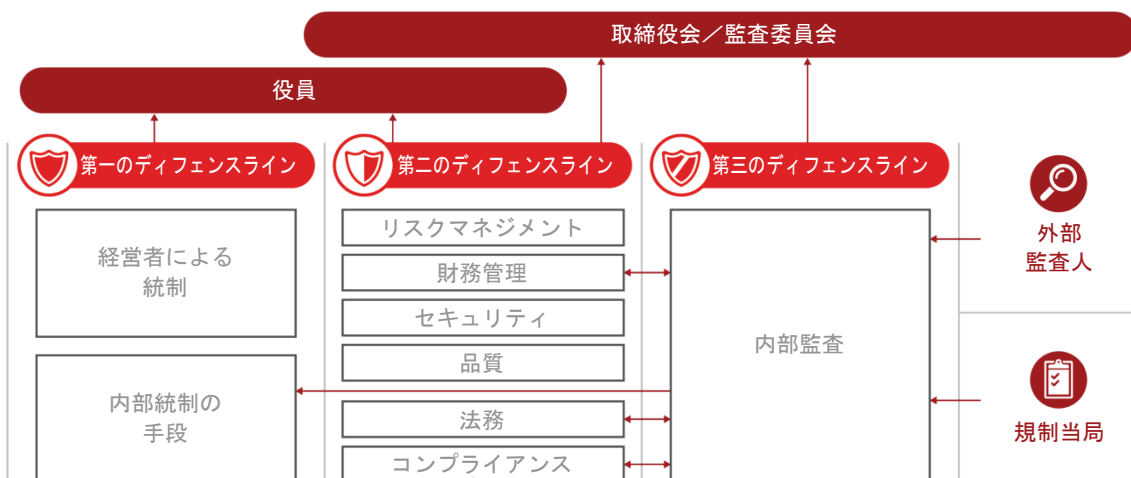 取締役会／監査委員会
役員
第一のディフェンスライン
第二のディフェンスライン
第三のディフェンスライン
経営者による
統制
内部統制の
手段
リスクマネジメント
財務管理
セキュリティ
品質
法務
コンプライアンス
内部監査
外部
監査人
規制当局